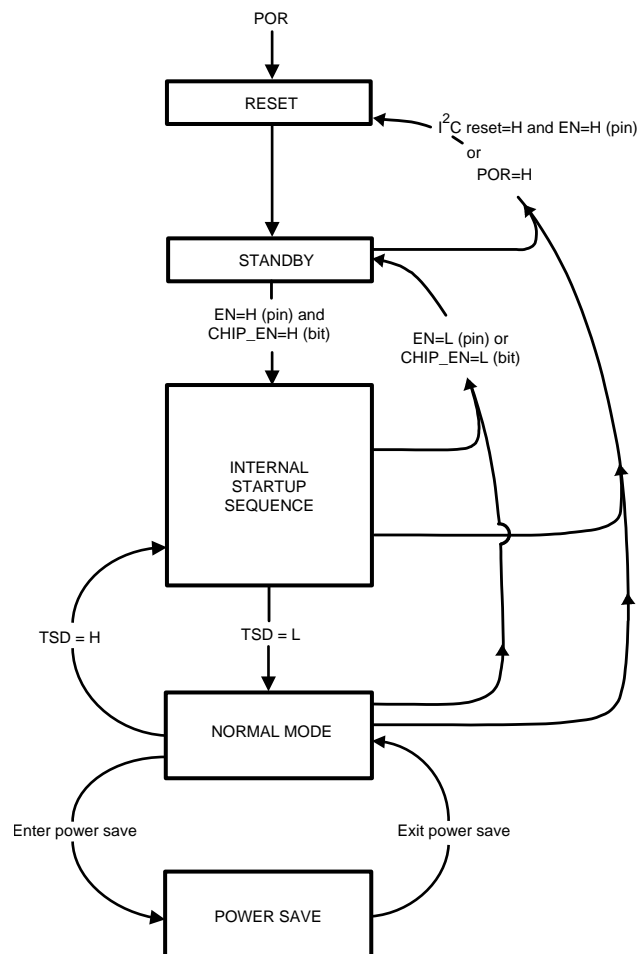 POR
RESET
I2C reset=H and EN=H (pin)
or
POR=H
STANDBY
EN=H (pin) and
CHIP_EN=H (bit)
EN=L (pin) or
CHIP_EN=L (bit)
INTERNAL
STARTUP
SEQUENCE
TSD = H
TSD = L
NORMAL MODE
Enter power save
Exit power save
POWER SAVE